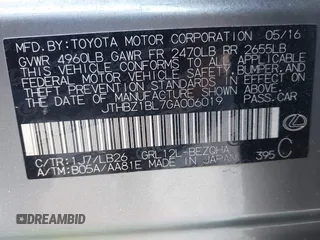 MFD.BY:TOYOTA MOTOR CORPORATION 05/16
GVWR 4960LB GAWR FR 2470LB RR 2655LB
THIS VEHICLE CONFORMS TO ALL APPLICABLE
FEDERAL MOTOR VEHICLE SAFETY, BUMPER, AND
THEFT PREVENTION STANDARDS IN EFFECT ON
THE DATE OF MANUFACTURE SHOWN ABOVE.
JTHBZ1BL7GA006019 PASS. CAR
C/TR:1J7/LB26 GRL12L-BEZQHA
A/TM:B05A/AA81E MADE IN JAPAN 395 C
DREAMBID